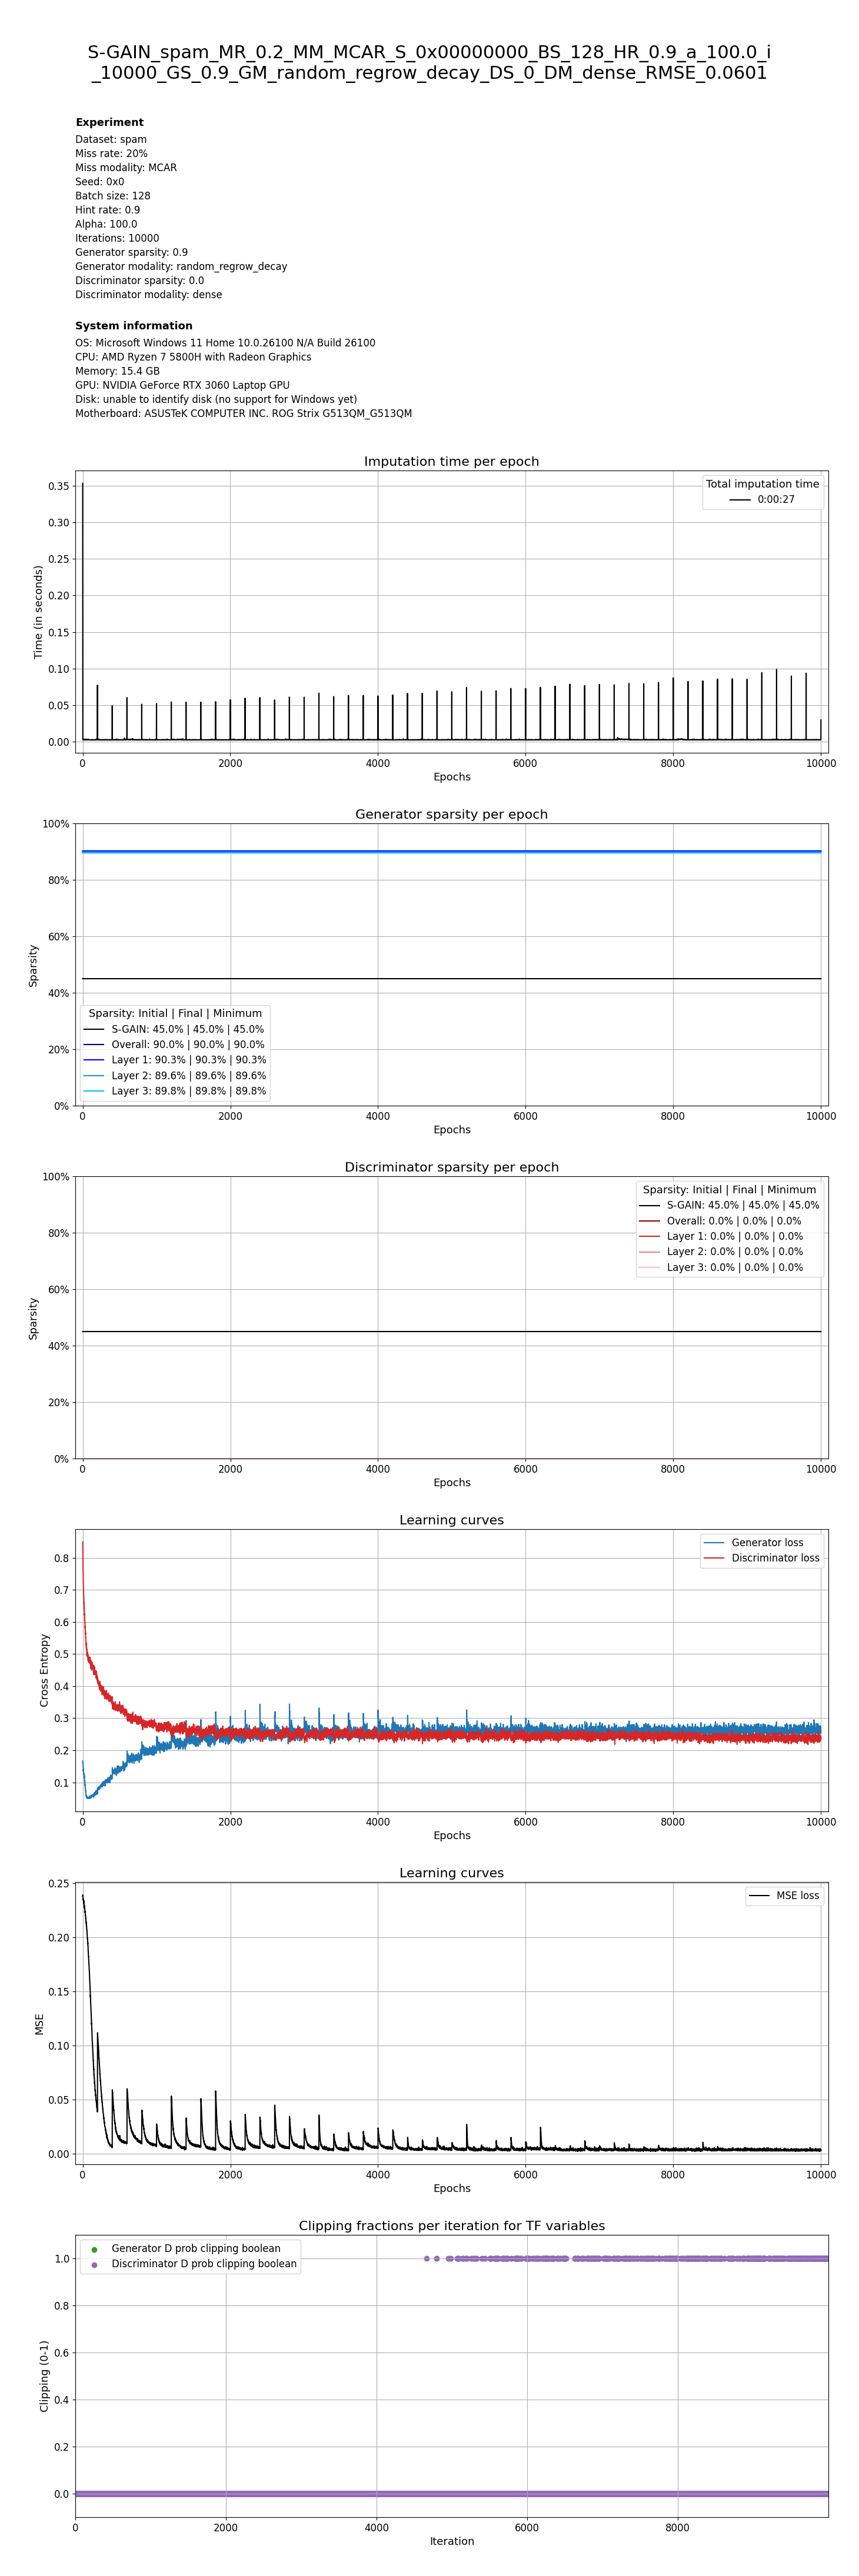 S-GAIN_spam_MR_0.2_MM_MCAR_S_0x00000000_BS_128_HR_0.9_a_100.0_i
_10000_GS_0.9_GM_random_regrow_decay_DS_0_DM_dense_RMSE_0.0601
Experiment
Dataset: spam
Miss rate: 20%
Miss modality: MCAR
Seed: 0x0
Batch size: 128
Hint rate: 0.9
Alpha: 100.0
Iterations: 10000
Generator sparsity: 0.9
Generator modality: random_regrow_decay
Discriminator sparsity: 0.0
Discriminator modality: dense
System information
OS: Microsoft Windows 11 Home 10.0.26100 N/A Build 26100
CPU: AMD Ryzen 7 5800H with Radeon Graphics
Memory: 15.4 GB
GPU: NVIDIA GeForce RTX 3060 Laptop GPU
Disk: unable to identify disk (no support for Windows yet)
Motherboard: ASUSTeK COMPUTER INC. ROG Strix G513QM_G513QM
Imputation time per epoch
Total imputation time
0:00:27
0.35
0.30
0.25
0.20
0.15
0.10
0.05
0.00
Time (in seconds)
0 2000 4000 6000 8000 10000
Epochs
Generator sparsity per epoch
100%
80%
60%
40%
20%
0%
Sparsity
Sparsity: Initial | Final | Minimum
S-GAIN: 45.0% | 45.0% | 45.0%
Overall: 90.0% | 90.0% | 90.0%
Layer 1: 90.3% | 90.3% | 90.3%
Layer 2: 89.6% | 89.6% | 89.6%
Layer 3: 89.8% | 89.8% | 89.8%
0 2000 4000 6000 8000 10000
Epochs
Discriminator sparsity per epoch
100%
80%
60%
40%
20%
0%
Sparsity
Sparsity: Initial | Final | Minimum
S-GAIN: 45.0% | 45.0% | 45.0%
Overall: 0.0% | 0.0% | 0.0%
Layer 1: 0.0% | 0.0% | 0.0%
Layer 2: 0.0% | 0.0% | 0.0%
Layer 3: 0.0% | 0.0% | 0.0%
0 2000 4000 6000 8000 10000
Epochs
Learning curves
Generator loss
Discriminator loss
0.8
0.7
0.6
0.5
0.4
0.3
0.2
0.1
Cross Entropy
0 2000 4000 6000 8000 10000
Epochs
Learning curves
MSE loss
0.25
0.20
0.15
0.10
0.05
0.00
MSE
0 2000 4000 6000 8000 10000
Epochs
Clipping fractions per iteration for TF variables
Generator D prob clipping boolean
Discriminator D prob clipping boolean
1.0
0.8
0.6
0.4
0.2
0.0
Clipping (0-1)
0 2000 4000 6000 8000
Iteration